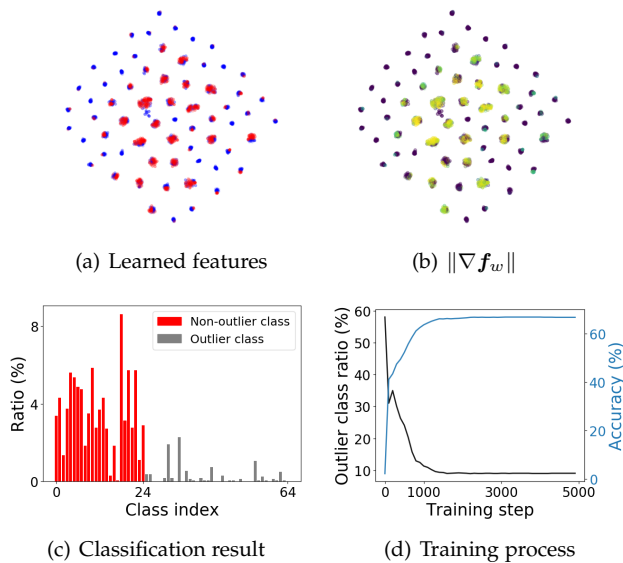 (a) Learned features
(b) ‖∇𝒇𝑤‖
8
4
0
Ratio (%)
Non-outlier class
Outlier class
0
24
64
Class index
(c) Classification result
60
50
40
30
20
10
Outlier class ratio (%)
60
40
20
0
Accuracy (%)
0
1000
3000
5000
Training step
(d) Training process